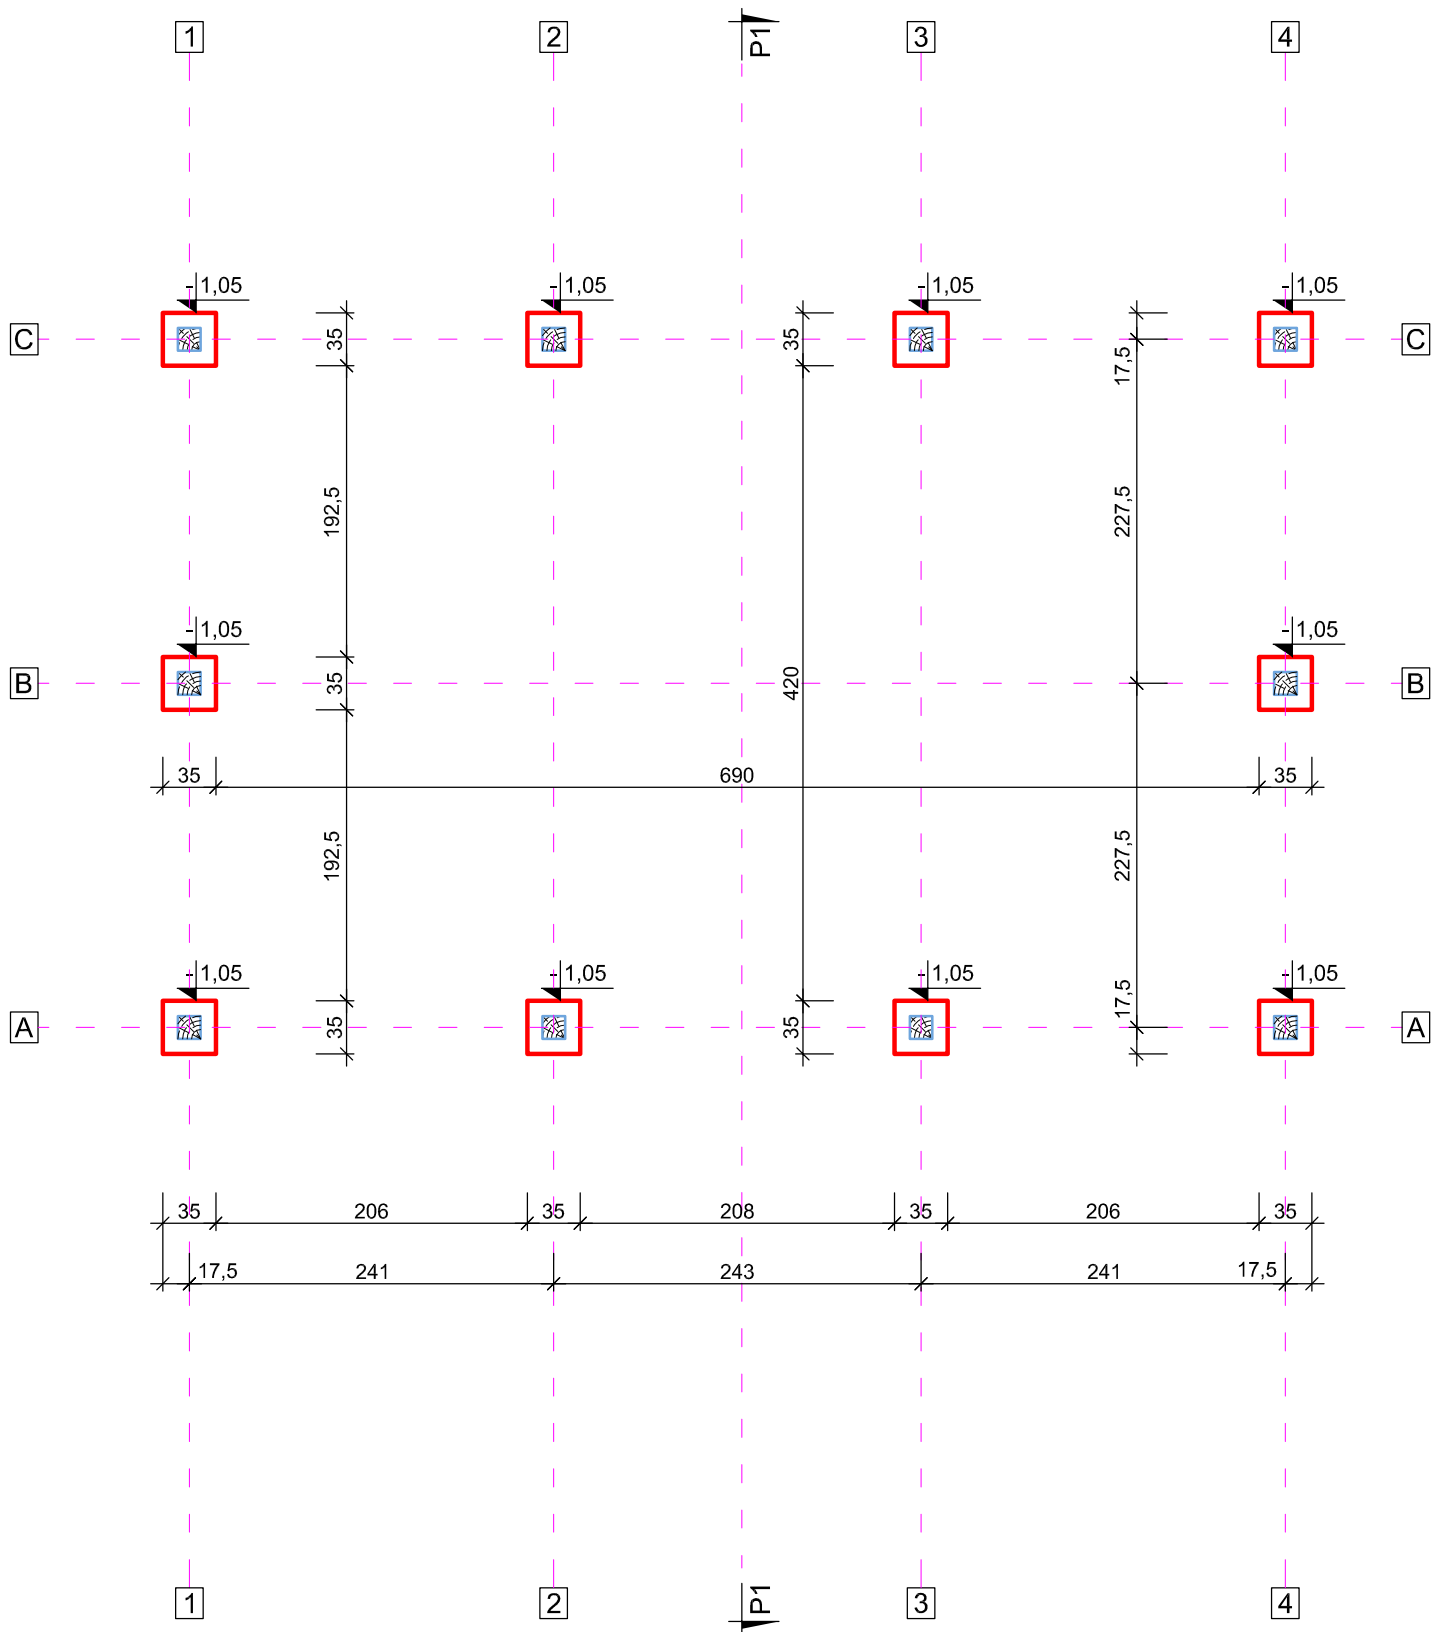 1 2 P1 3 4
-1,05 -1,05 -1,05 -1,05
C 35 35 17,5 C
192,5 227,5
-1,05 -1,05
B 35 420 B
35 690 35
192,5 227,5
-1,05 -1,05 -1,05 -1,05
17,5
A 35 35 A
35 206 35 208 35 206 35
17,5 241 243 241 17,5
1 2 P1 3 4